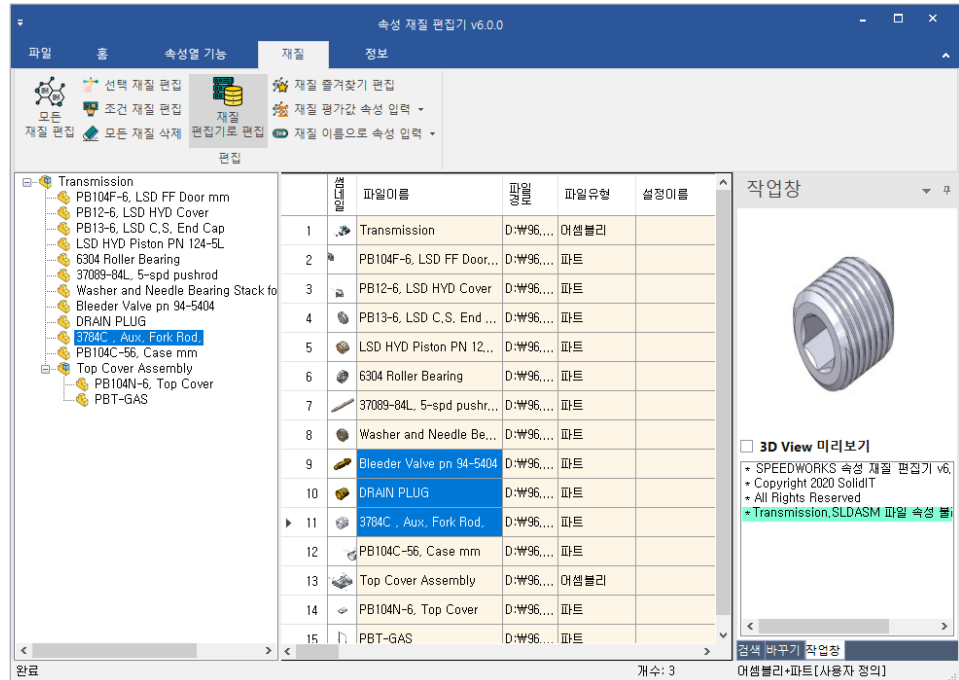 속성 재질 편집기 v6.0.0
파일 홈 속성열 기능 재질 정보
모든
재질 편집
선택 재질 편집
조건 재질 편집
모든 재질 삭제
재질
편집기로 편집
재질 즐겨찾기 편집
재질 평가값 속성 입력
재질 이름으로 속성 입력
편집
Transmission
PB104F-6, LSD FF Door mm
PB12-6, LSD HYD Cover
PB13-6, LSD C,S, End Cap
LSD HYD Piston PN 124-5L
6304 Roller Bearing
37089-84L, 5-spd pushrod
Washer and Needle Bearing Stack fo
Bleeder Valve pn 94-5404
DRAIN PLUG
3784C , Aux, Fork Rod,
PB104C-56, Case mm
Top Cover Assembly
PB104N-6, Top Cover
PBT-GAS
썸네일 파일이름 파일경로 파일유형 설정이름
1 Transmission D:₩96,... 어셈블리
2 PB104F-6, LSD FF Door,... D:₩96,... 파트
3 PB12-6, LSD HYD Cover D:₩96,... 파트
4 PB13-6, LSD C,S, End ,... D:₩96,... 파트
5 LSD HYD Piston PN 12,... D:₩96,... 파트
6 6304 Roller Bearing D:₩96,... 파트
7 37089-84L, 5-spd pushr,... D:₩96,... 파트
8 Washer and Needle Be,... D:₩96,... 파트
9 Bleeder Valve pn 94-5404 D:₩96,... 파트
10 DRAIN PLUG D:₩96,... 파트
11 3784C , Aux, Fork Rod, D:₩96,... 파트
12 PB104C-56, Case mm D:₩96,... 파트
13 Top Cover Assembly D:₩96,... 어셈블리
14 PB104N-6, Top Cover D:₩96,... 파트
15 PBT-GAS D:₩96,... 파트
작업창
3D View 미리보기
* SPEEDWORKS 속성 재질 편집기 v6,
* Copyright 2020 SolidIT
* All Rights Reserved
* Transmission,SLDASM 파일 속성 불
검색 바꾸기 작업창
완료 개수: 3 어셈블리+파트[사용자 정의]